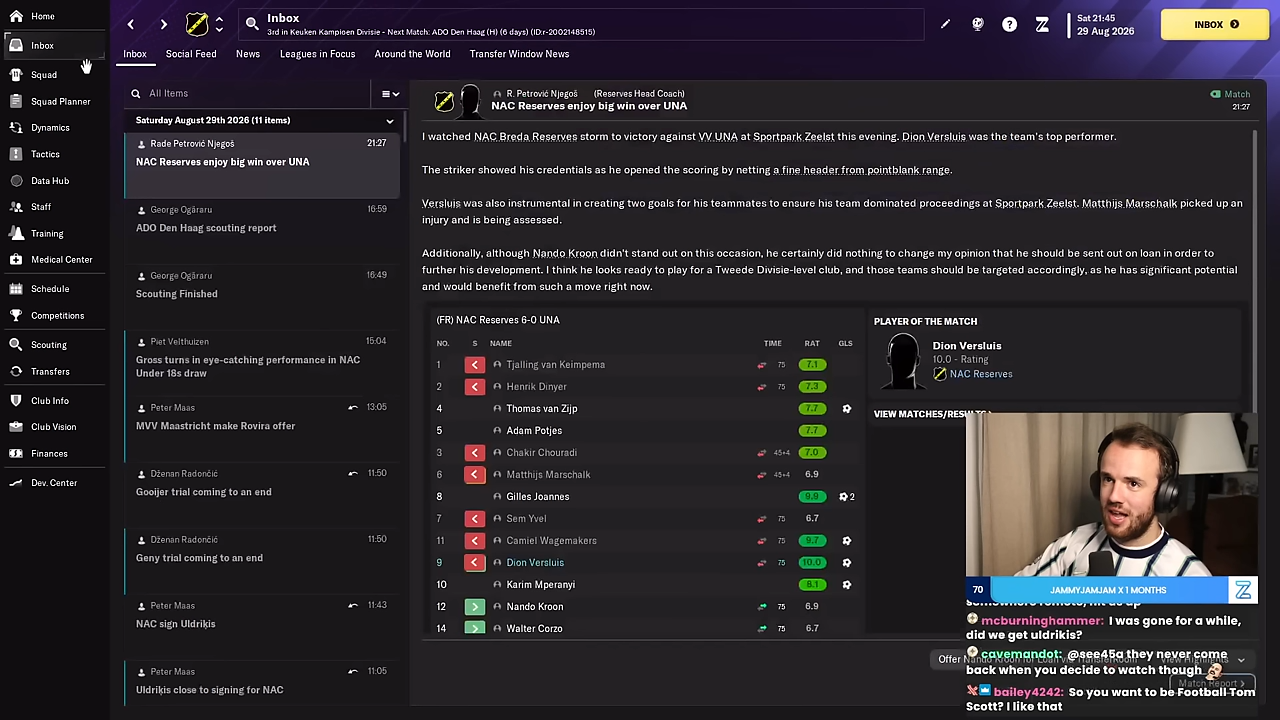 Home
Inbox
Squad
Squad Planner
Dynamics
Tactics
Data Hub
Staff
Training
Medical Center
Schedule
Competitions
Scouting
Transfers
Club Info
Club Vision
Finances
Dev. Center
Inbox
3rd in Keuken Kampioen Divisie - Next Match: ADO Den Haag (H) (6 days) (ID:r-2002148515)
Sat 21:45
29 Aug 2026
INBOX
Inbox
Social Feed
News
Leagues in Focus
Around the World
Transfer Window News
All Items
Saturday August 29th 2026 (11 items)
Rade Petrović Njegoš 21:27
NAC Reserves enjoy big win over UNA
George Ogăraru 16:59
ADO Den Haag scouting report
George Ogăraru 16:49
Scouting Finished
Piet Velthuizen 15:04
Gross turns in eye-catching performance in NAC
Under 18s draw
Peter Maas 13:05
MVV Maastricht make Rovira offer
Dženan Radončić 11:50
Gooijer trial coming to an end
Dženan Radončić 11:50
Geny trial coming to an end
Peter Maas 11:43
NAC sign Uldriķis
Peter Maas 11:05
Uldriķis close to signing for NAC
R. Petrović Njegoš (Reserves Head Coach)
NAC Reserves enjoy big win over UNA
Match
21:27
I watched NAC Breda Reserves storm to victory against VV UNA at Sportpark Zeelst this evening. Dion Versluis was the team's top performer.
The striker showed his credentials as he opened the scoring by netting a fine header from pointblank range.
Versluis was also instrumental in creating two goals for his teammates to ensure his team dominated proceedings at Sportpark Zeelst. Matthijs Marschalk picked up an
injury and is being assessed.
Additionally, although Nando Kroon didn't stand out on this occasion, he certainly did nothing to change my opinion that he should be sent out on loan in order to
further his development. I think he looks ready to play for a Tweede Divisie-level club, and those teams should be targeted accordingly, as he has significant potential
and would benefit from such a move right now.
(FR) NAC Reserves 6-0 UNA
NO. S NAME TIME RAT GLS
1 Tjalling van Keimpema 75 7.1
2 Henrik Dinyer 75 7.3
4 Thomas van Zijp 7.7
5 Adam Potjes 7.7
3 Chakir Chouradi 45+4 7.0
6 Matthijs Marschalk 45+4 6.9
8 Gilles Joannes 9.9 2
7 Sem Yvel 75 6.7
11 Camiel Wagemakers 75 9.7
9 Dion Versluis 75 10.0
10 Karim Mperanyi 8.1
12 Nando Kroon 75 6.9
14 Walter Corzo 75 6.7
PLAYER OF THE MATCH
Dion Versluis
10.0 - Rating
NAC Reserves
VIEW MATCHES/RESULTS
70 JAMMYJAMJAM X 1 MONTHS
somewhere remote, hit us up
mcburninghammer: I was gone for a while,
did we get uldrikis?
cavemandot: @see45a they never come
back when you decide to watch though
bailey4242: So you want to be Football Tom
Scott? I like that
Offer Nando Kroon for Loan via TransferRoom
View Highlights
Match Report